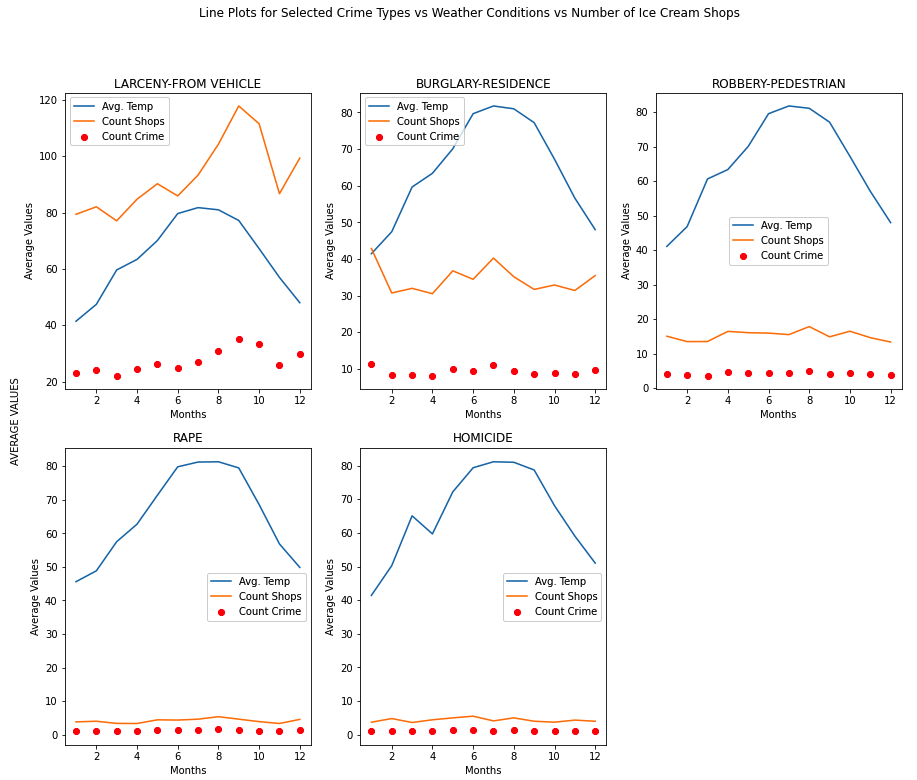 Line Plots for Selected Crime Types vs Weather Conditions vs Number of Ice Cream Shops
AVERAGE VALUES
LARCENY-FROM VEHICLE
Average Values
120
100
80
60
40
20
Avg. Temp
Count Shops
Count Crime
2 4 6 8 10 12
Months
BURGLARY-RESIDENCE
Average Values
80
70
60
50
40
30
20
10
Avg. Temp
Count Shops
Count Crime
2 4 6 8 10 12
Months
ROBBERY-PEDESTRIAN
Average Values
80
70
60
50
40
30
20
10
0
Avg. Temp
Count Shops
Count Crime
2 4 6 8 10 12
Months
RAPE
Average Values
80
70
60
50
40
30
20
10
0
Avg. Temp
Count Shops
Count Crime
2 4 6 8 10 12
Months
HOMICIDE
Average Values
80
70
60
50
40
30
20
10
0
Avg. Temp
Count Shops
Count Crime
2 4 6 8 10 12
Months